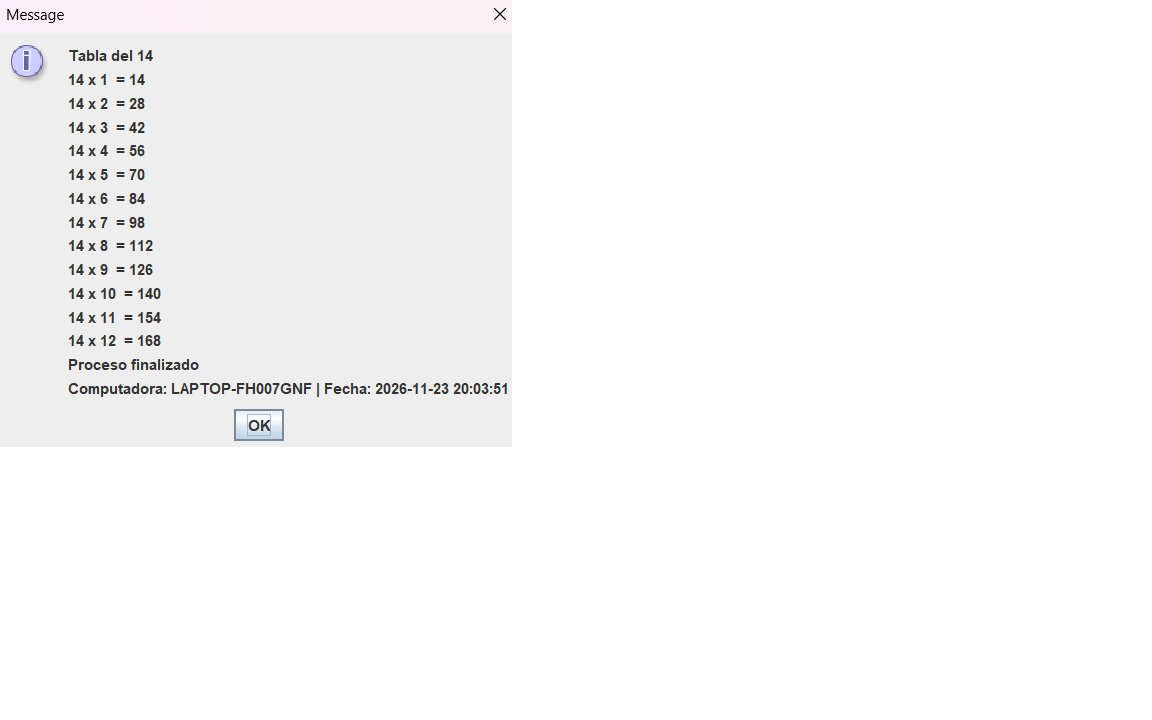 Message
Tabla del 14
14 x 1  = 14
14 x 2  = 28
14 x 3  = 42
14 x 4  = 56
14 x 5  = 70
14 x 6  = 84
14 x 7  = 98
14 x 8  = 112
14 x 9  = 126
14 x 10  = 140
14 x 11  = 154
14 x 12  = 168
Proceso finalizado
Computadora: LAPTOP-FH007GNF | Fecha: 2026-11-23 20:03:51
OK